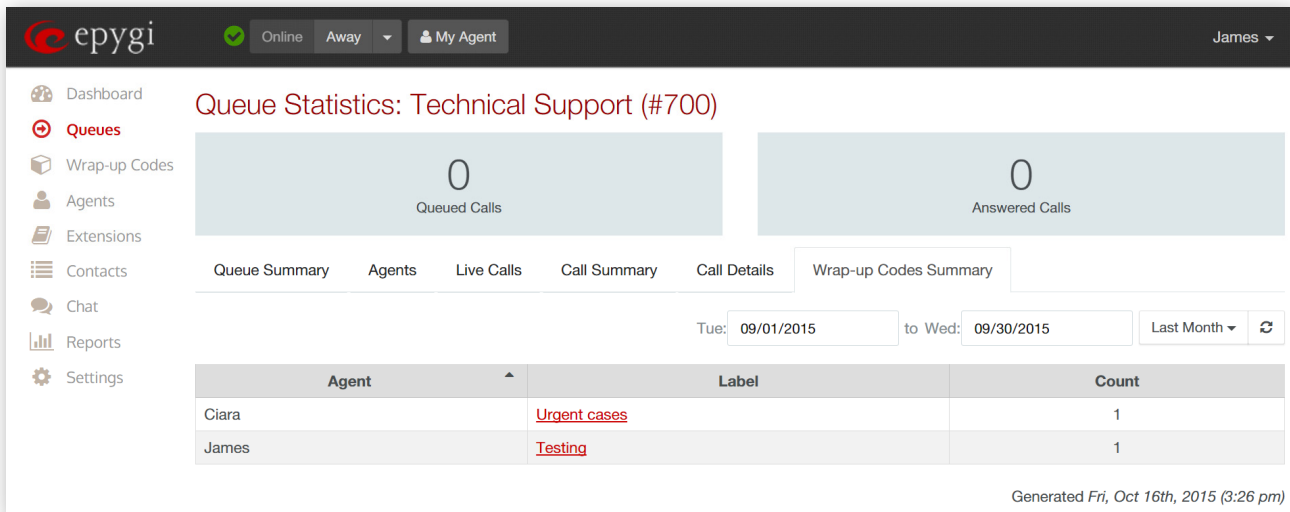 epygi
Online Away My Agent James
Dashboard
Queues
Wrap-up Codes
Agents
Extensions
Contacts
Chat
Reports
Settings
Queue Statistics: Technical Support (#700)
0 0
Queued Calls Answered Calls
Queue Summary Agents Live Calls Call Summary Call Details Wrap-up Codes Summary
Tue: 09/01/2015 to Wed: 09/30/2015 Last Month
Agent Label Count
Ciara Urgent cases 1
James Testing 1
Generated Fri, Oct 16th, 2015 (3:26 pm)